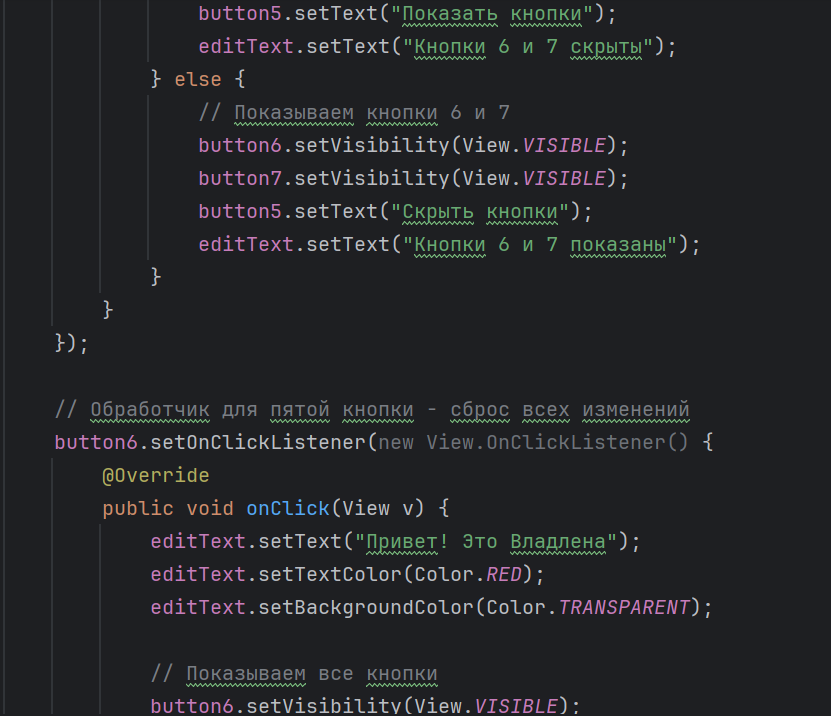 button5.setText("Показать кнопки");
editText.setText("Кнопки 6 и 7 скрыты");
} else {
// Показываем кнопки 6 и 7
button6.setVisibility(View.VISIBLE);
button7.setVisibility(View.VISIBLE);
button5.setText("Скрыть кнопки");
editText.setText("Кнопки 6 и 7 показаны");
}
}
});
// Обработчик для пятой кнопки - сброс всех изменений
button6.setOnClickListener(new View.OnClickListener() {
@Override
public void onClick(View v) {
editText.setText("Привет! Это Владлена");
editText.setTextColor(Color.RED);
editText.setBackgroundColor(Color.TRANSPARENT);
// Показываем все кнопки
button6.setVisibility(View.VISIBLE);